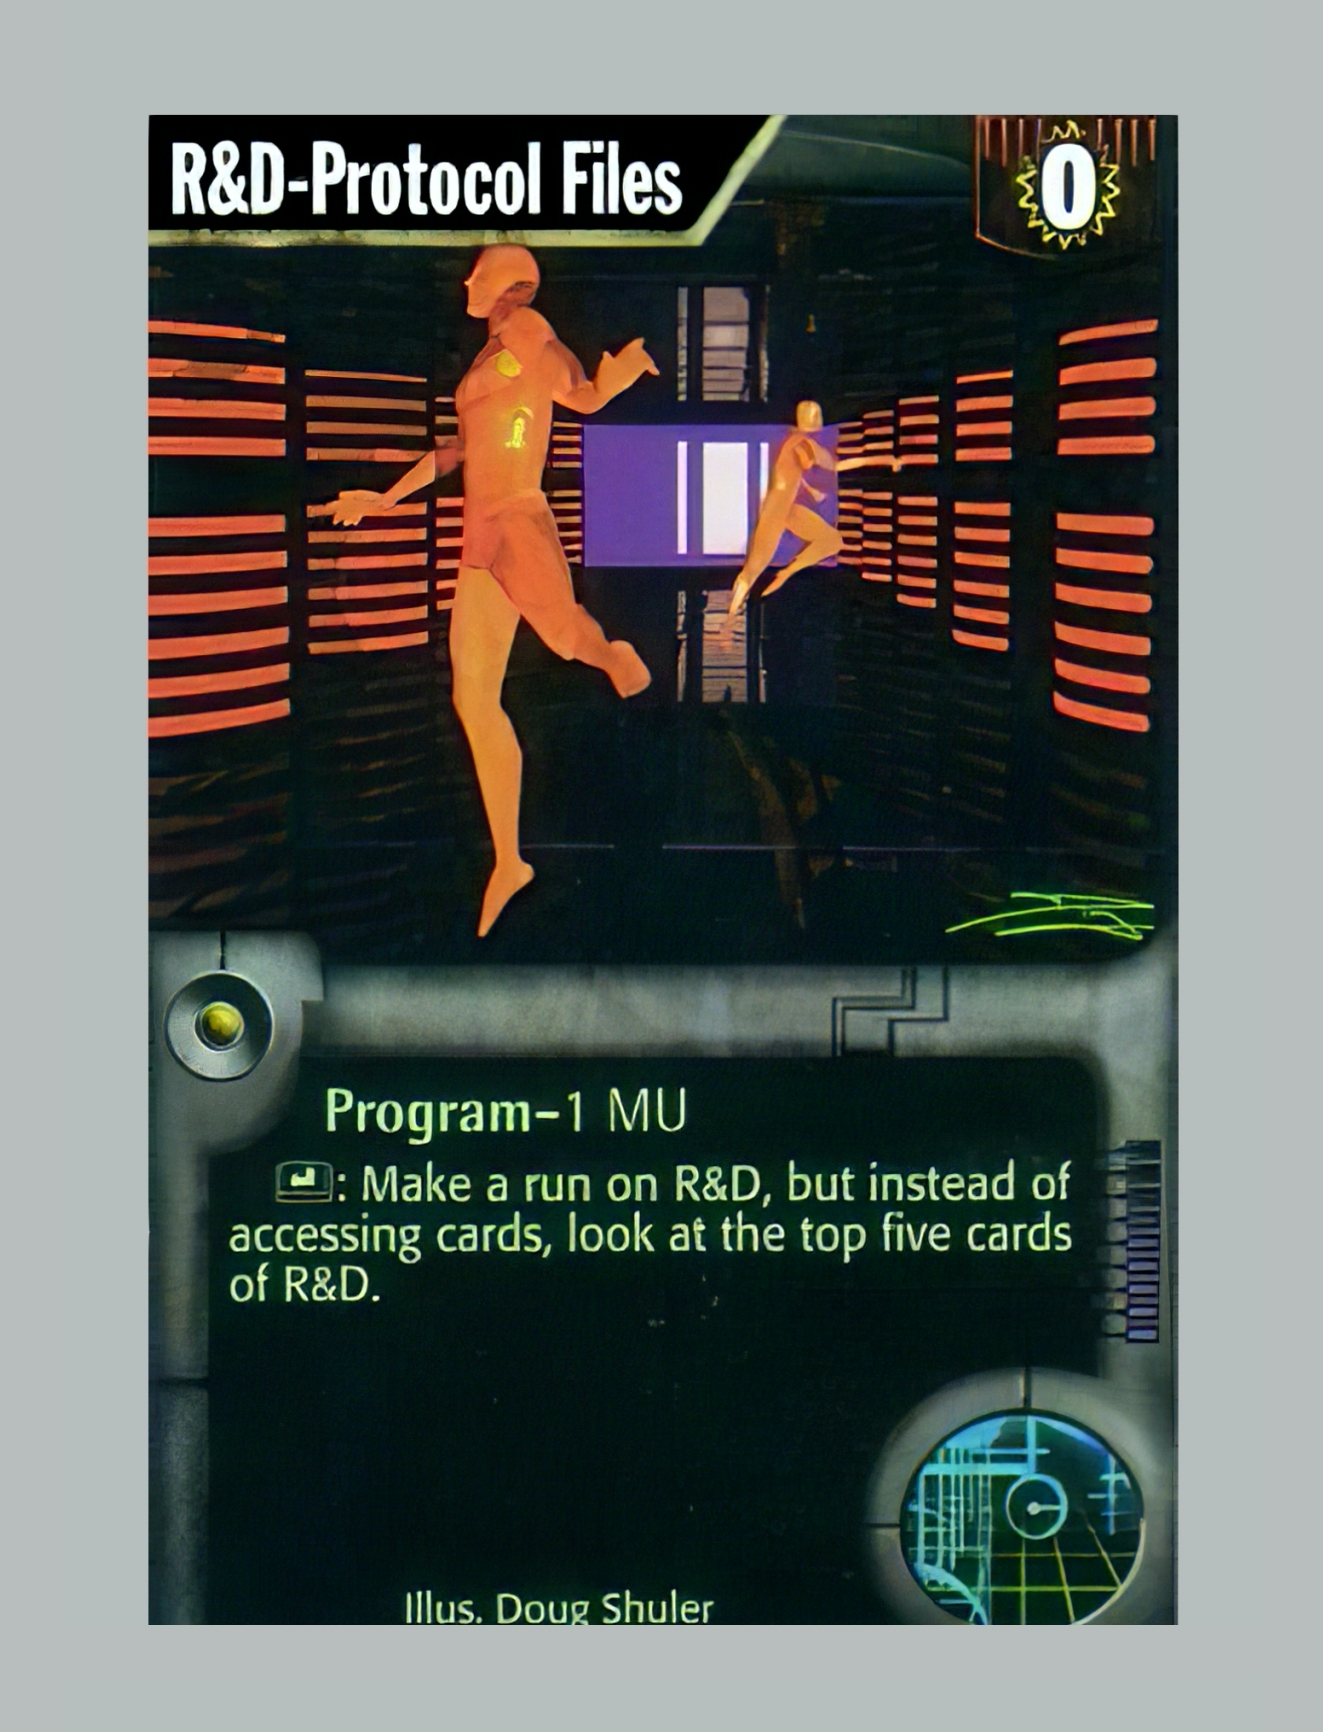 R&D-Protocol Files
0
Program-1 MU
: Make a run on R&D, but instead of
accessing cards, look at the top five cards
of R&D.
Illus. Doug Shuler